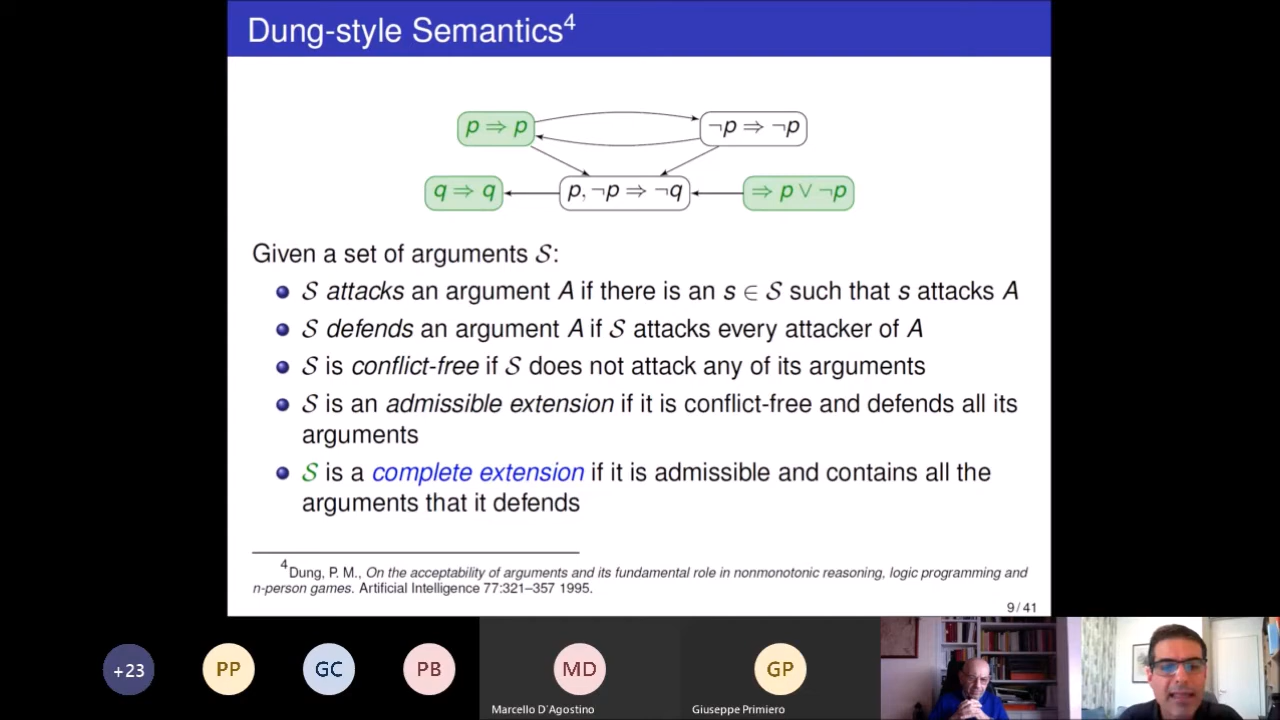 Dung-style Semantics⁴
p ⇒ p
¬p ⇒ ¬p
q ⇒ q
p, ¬p ⇒ ¬q
⇒ p ∨ ¬p
Given a set of arguments 𝒮:
𝒮 attacks an argument A if there is an s ∈ 𝒮 such that s attacks A
𝒮 defends an argument A if 𝒮 attacks every attacker of A
𝒮 is conflict-free if 𝒮 does not attack any of its arguments
𝒮 is an admissible extension if it is conflict-free and defends all its
arguments
𝒮 is a complete extension if it is admissible and contains all the
arguments that it defends
⁴Dung, P. M., On the acceptability of arguments and its fundamental role in nonmonotonic reasoning, logic programming and
n-person games. Artificial Intelligence 77:321–357 1995.
9 / 41
+23
PP
GC
PB
MD
GP
Marcello D´Agostino
Giuseppe Primiero